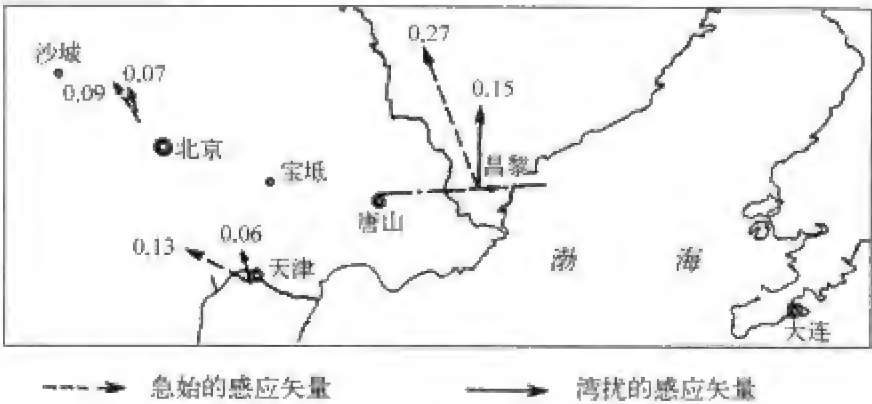 沙城
0.07
0.09
北京
宝坻
0.27
0.15
昌黎
唐山
0.13
0.06
天津
渤海
大连
急始的感应矢量
湾扰的感应矢量